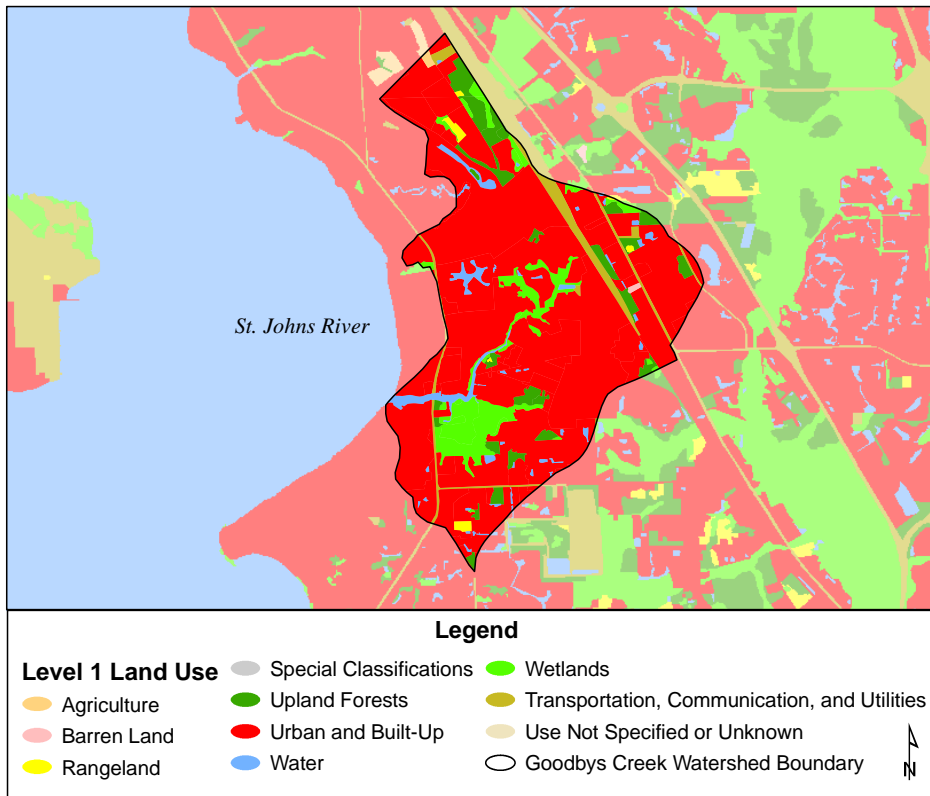 St. Johns River
Legend
Level 1 Land Use
Agriculture
Barren Land
Rangeland
Special Classifications
Upland Forests
Urban and Built-Up
Water
Wetlands
Transportation, Communication, and Utilities
Use Not Specified or Unknown
Goodbys Creek Watershed Boundary
N